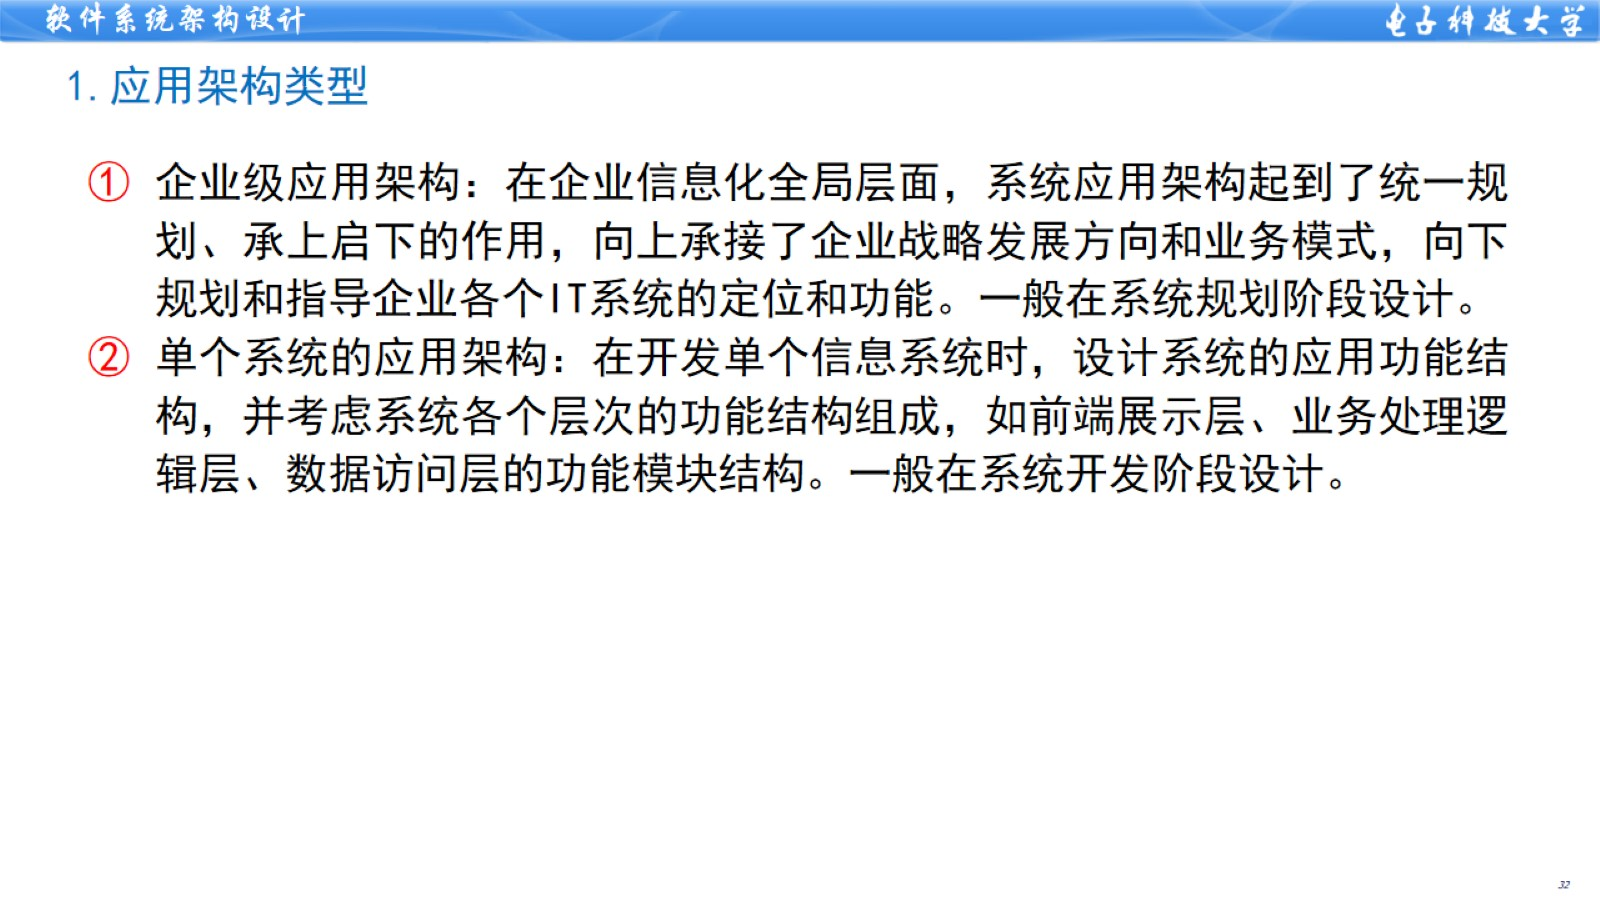 软件系统架构设计
电子科技大学
1.应用架构类型
① 企业级应用架构：在企业信息化全局层面，系统应用架构起到了统一规
划、承上启下的作用，向上承接了企业战略发展方向和业务模式，向下
规划和指导企业各个IT系统的定位和功能。一般在系统规划阶段设计。
② 单个系统的应用架构：在开发单个信息系统时，设计系统的应用功能结
构，并考虑系统各个层次的功能结构组成，如前端展示层、业务处理逻
辑层、数据访问层的功能模块结构。一般在系统开发阶段设计。
32